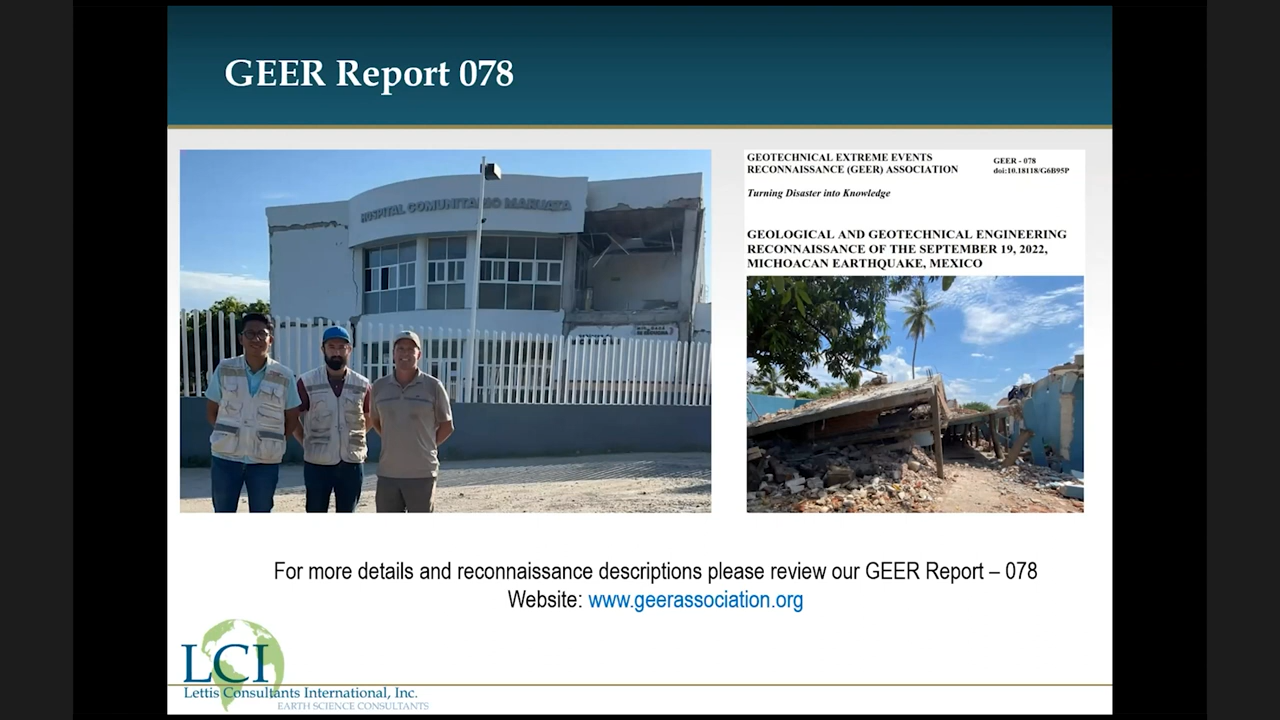 GEER Report 078
HOSPITAL COMUNITARIO MARUATA
GEOTECHNICAL EXTREME EVENTS
RECONNAISSANCE (GEER) ASSOCIATION
GEER - 078
doi:10.18118/G6B95P
Turning Disaster into Knowledge
GEOLOGICAL AND GEOTECHNICAL ENGINEERING
RECONNAISSANCE OF THE SEPTEMBER 19, 2022,
MICHOACAN EARTHQUAKE, MEXICO
For more details and reconnaissance descriptions please review our GEER Report – 078
Website: www.geerassociation.org
LCI
Lettis Consultants International, Inc.
EARTH SCIENCE CONSULTANTS